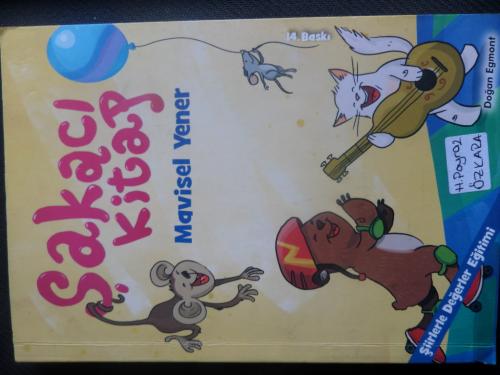 14. Baskı
Şakacı
Kitap
Mavisel Yener
N
Doğan Egmont
H.Poyraz
ÖZKARA
Şiirlerle Değerler Eğitimi